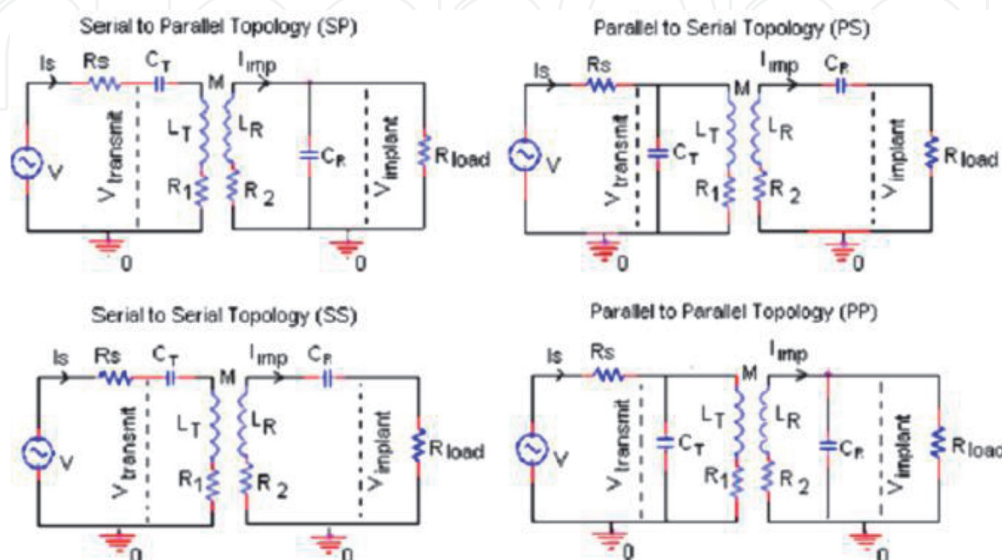 Serial to Parallel Topology (SP)
Is Rs CT M Iimp
V Vtransmit LT LR R1 R2 CR Vimplant Rload
0 0
Parallel to Serial Topology (PS)
Is Rs M Iimp CR
V Vtransmit CT LT LR R1 R2 Vimplant Rload
0 0
Serial to Serial Topology (SS)
Is Rs CT M Iimp CR
V Vtransmit LT LR R1 R2 Vimplant Rload
0 0
Parallel to Parallel Topology (PP)
Is Rs M Iimp
V Vtransmit CT LT LR R1 R2 CR Vimplant Rload
0 0